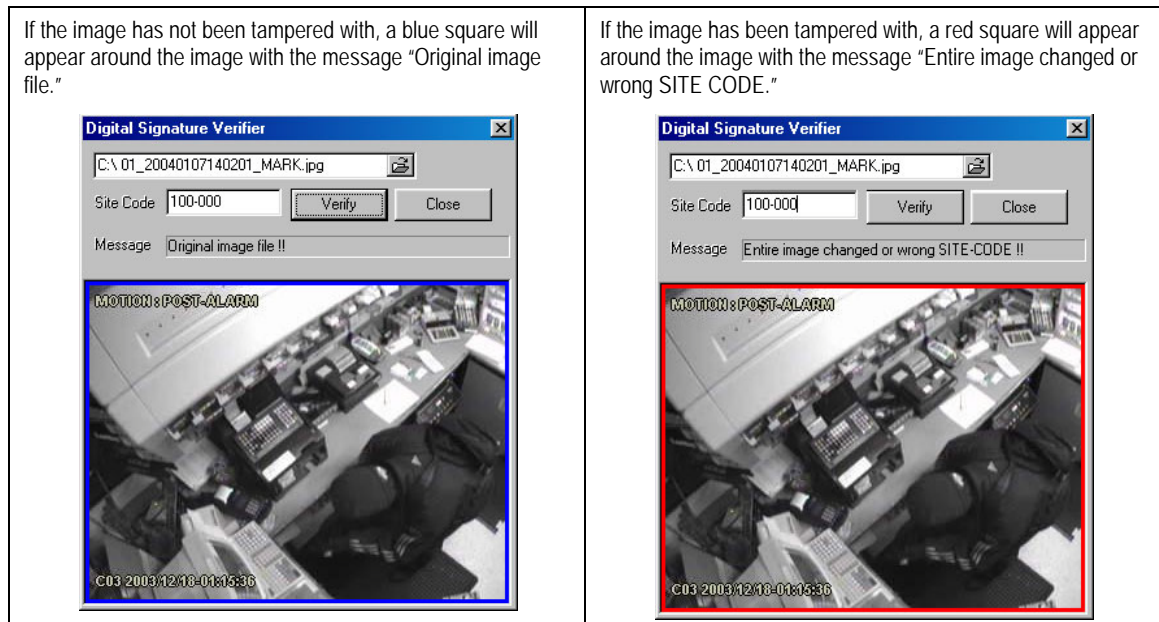 If the image has not been tampered with, a blue square will
appear around the image with the message “Original image
file.”
Digital Signature Verifier
C:\ 01_20040107140201_MARK.jpg
Site Code 100-000 Verify Close
Message Original image file !!
MOTION : POST-ALARM
C03 2003/12/18-01:15:36
If the image has been tampered with, a red square will appear
around the image with the message “Entire image changed or
wrong SITE CODE.”
Digital Signature Verifier
C:\ 01_20040107140201_MARK.jpg
Site Code 100-000 Verify Close
Message Entire image changed or wrong SITE-CODE !!
MOTION : POST-ALARM
C03 2003/12/18-01:15:36